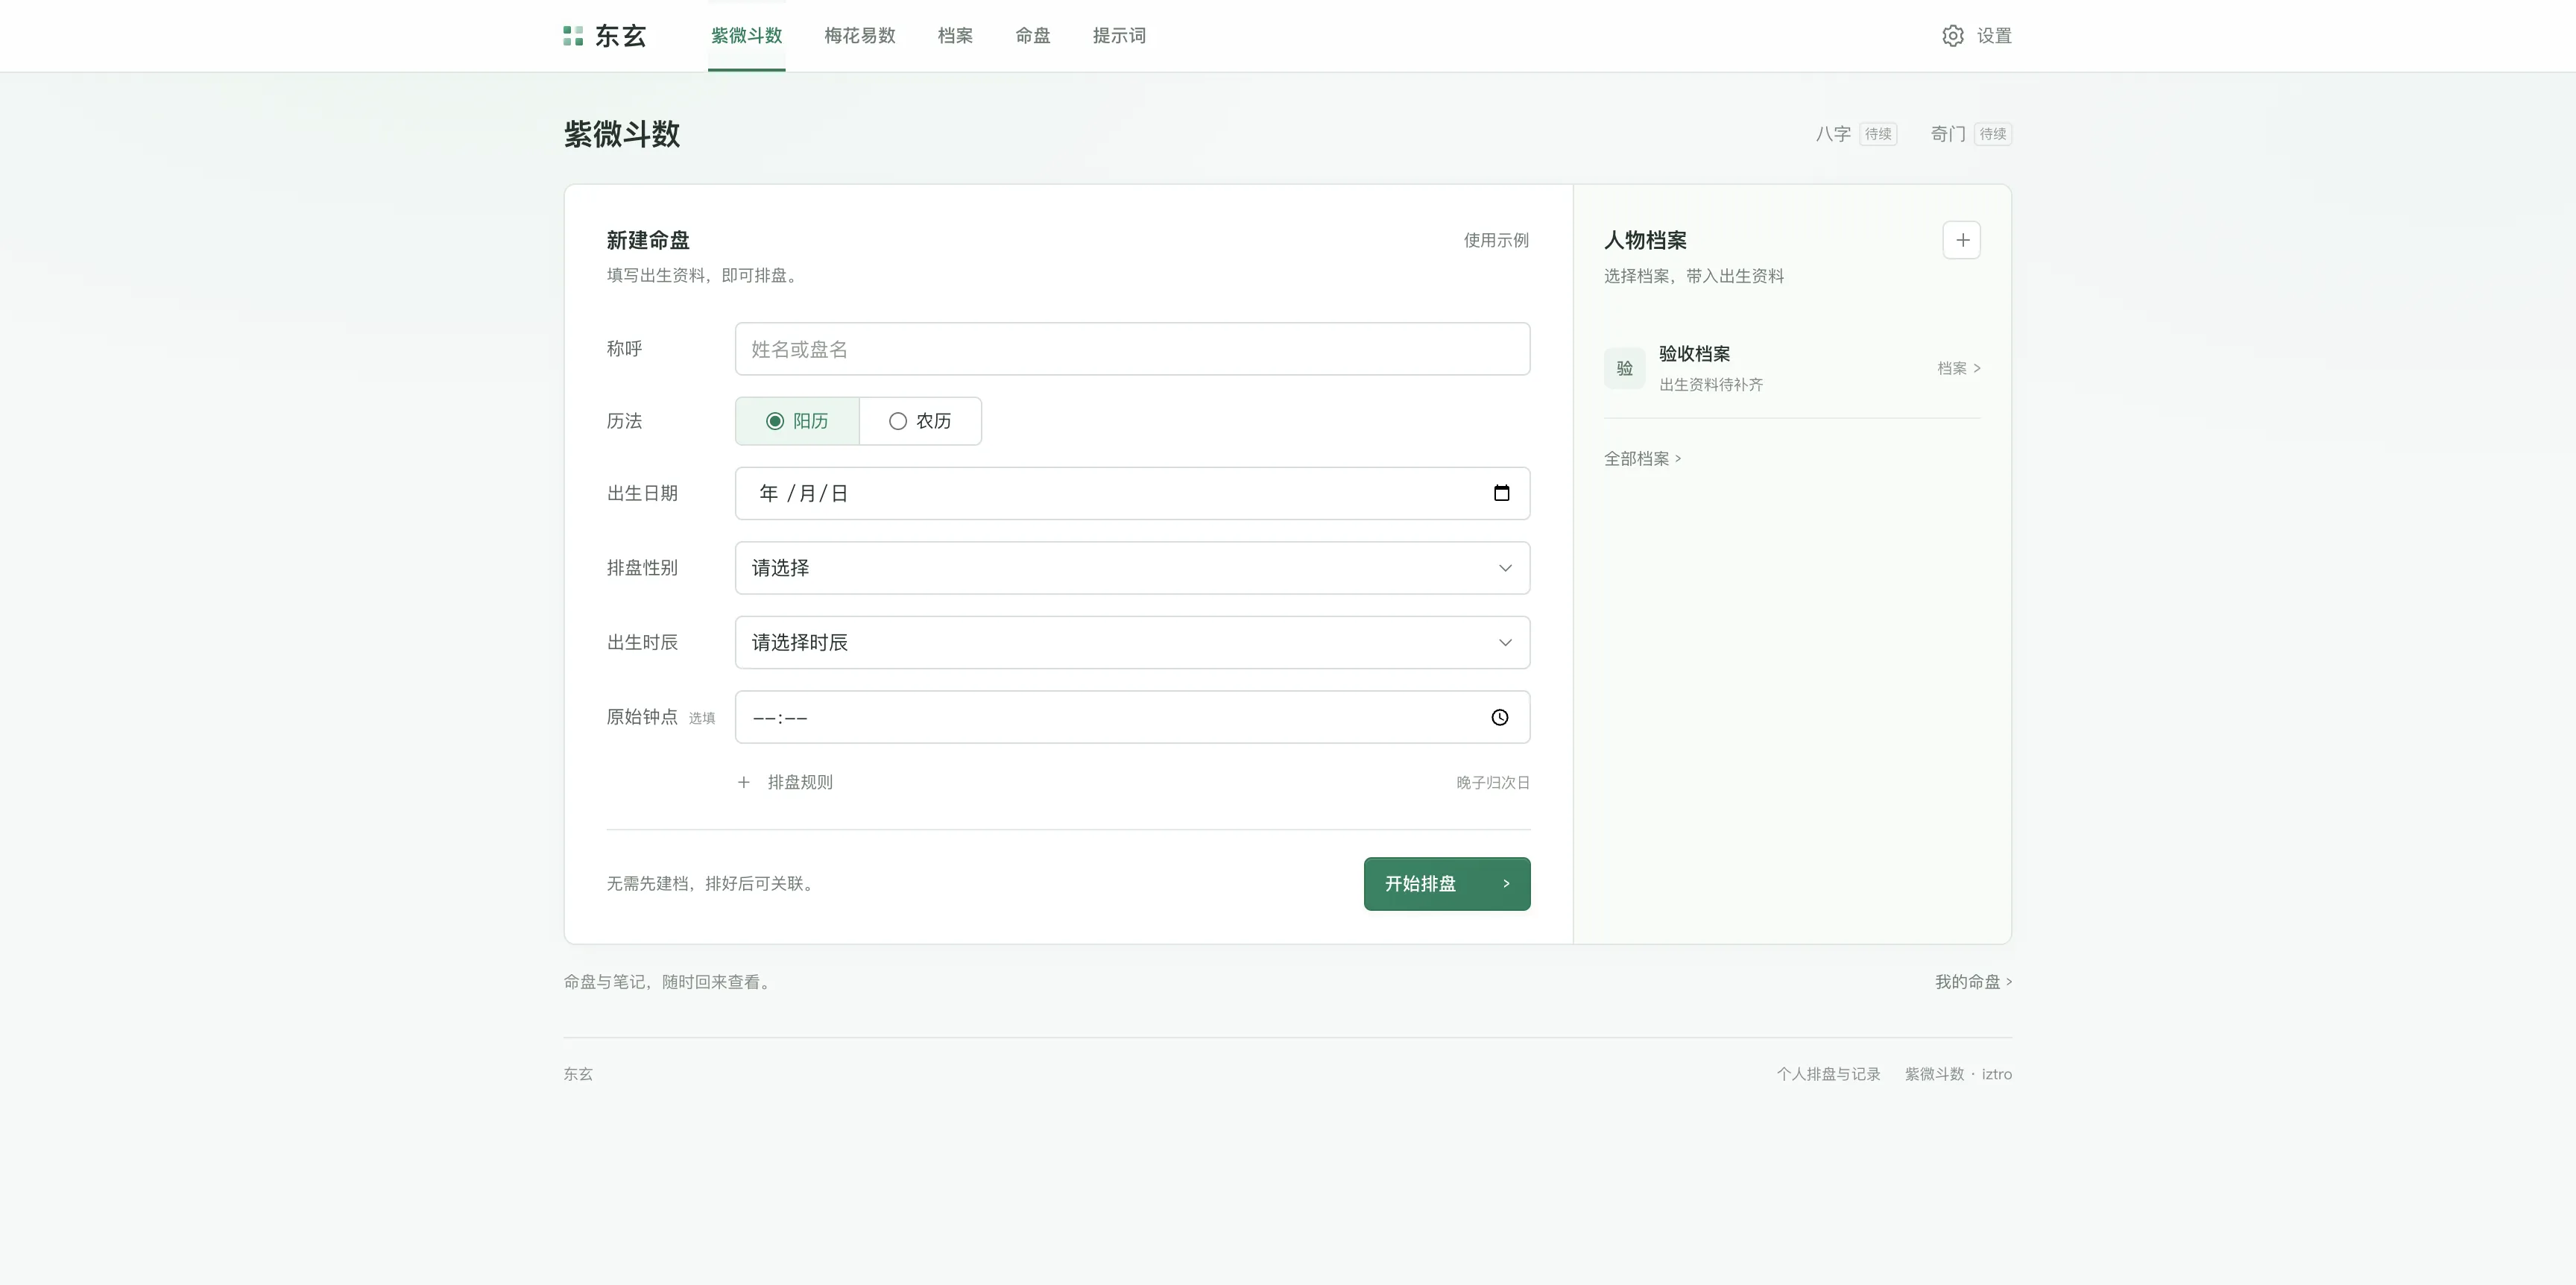 东玄 紫微斗数 梅花易数 档案 命盘 提示词 设置
紫微斗数 八字 待续 奇门 待续
新建命盘 使用示例
填写出生资料，即可排盘。
称呼 姓名或盘名
历法 阳历 农历
出生日期 年 /月/日
排盘性别 请选择
出生时辰 请选择时辰
原始钟点 选填 --:--
+ 排盘规则 晚子归次日
无需先建档，排好后可关联。 开始排盘 >
人物档案 +
选择档案，带入出生资料
验 验收档案 档案 >
出生资料待补齐
全部档案 >
命盘与笔记，随时回来查看。 我的命盘 >
东玄 个人排盘与记录 紫微斗数 · iztro